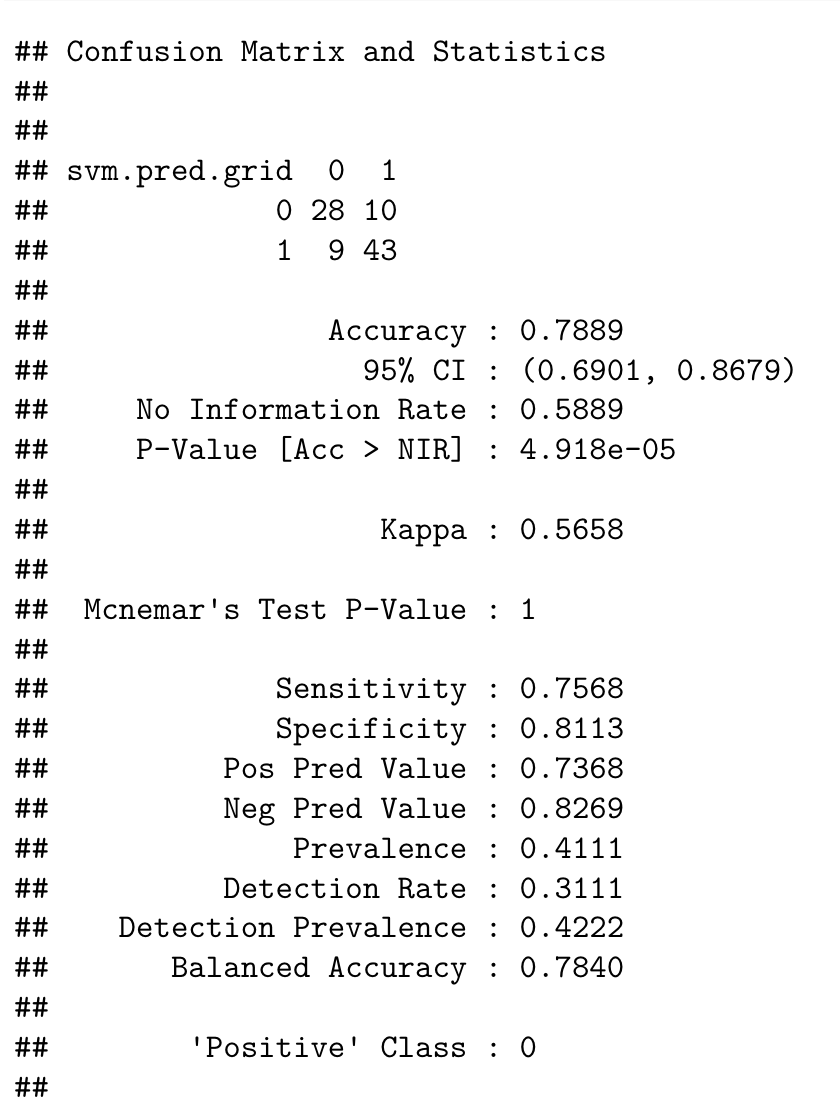 ## Confusion Matrix and Statistics
##
##
## svm.pred.grid  0  1
##             0 28 10
##             1  9 43
##
##                Accuracy : 0.7889
##                  95% CI : (0.6901, 0.8679)
##     No Information Rate : 0.5889
##     P-Value [Acc > NIR] : 4.918e-05
##
##                   Kappa : 0.5658
##
##  Mcnemar's Test P-Value : 1
##
##             Sensitivity : 0.7568
##             Specificity : 0.8113
##          Pos Pred Value : 0.7368
##          Neg Pred Value : 0.8269
##              Prevalence : 0.4111
##          Detection Rate : 0.3111
##    Detection Prevalence : 0.4222
##       Balanced Accuracy : 0.7840
##
##        'Positive' Class : 0
##